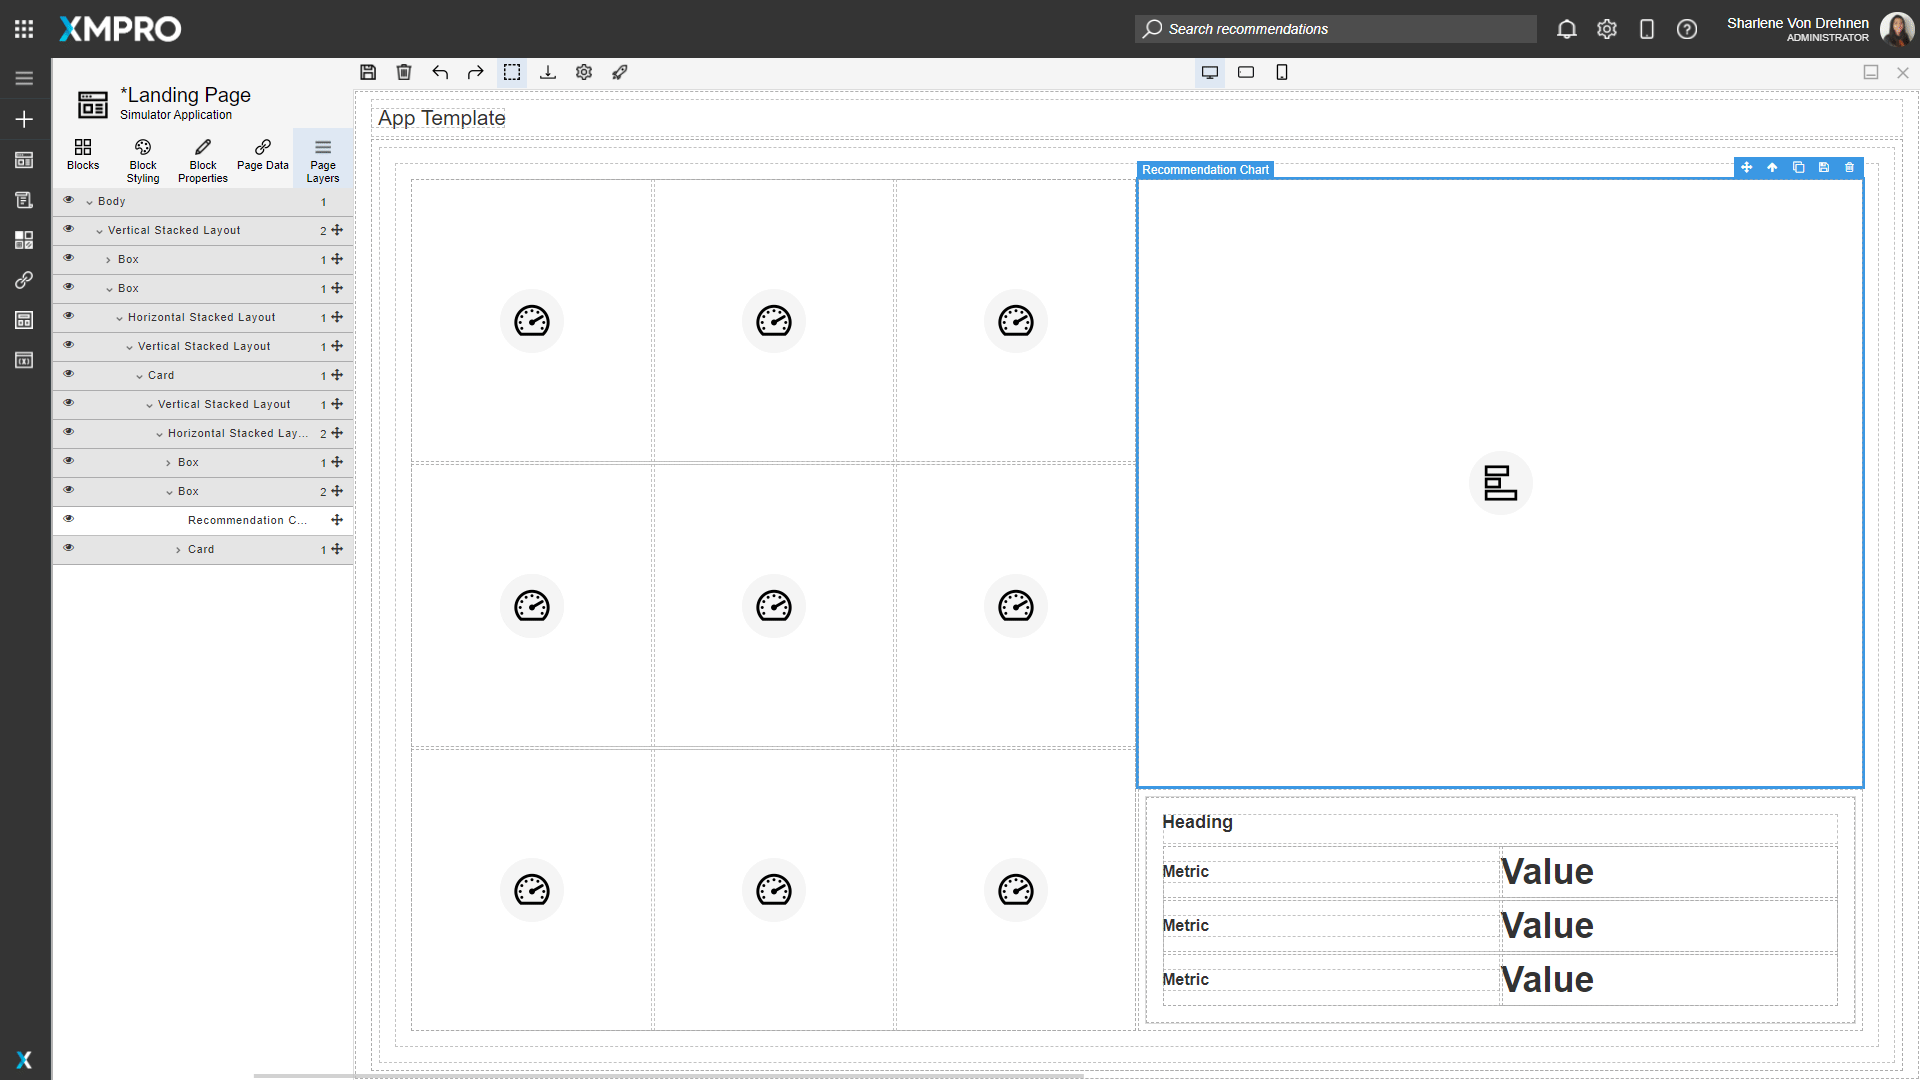 XMPRO
Search recommendations
Sharlene Von Drehnen
ADMINISTRATOR
*Landing Page
Simulator Application
Blocks
Block Styling
Block Properties
Page Data
Page Layers
Body 1
Vertical Stacked Layout 2
Box 1
Box 1
Horizontal Stacked Layout 1
Vertical Stacked Layout 1
Card 1
Vertical Stacked Layout 1
Horizontal Stacked Lay... 2
Box 1
Box 2
Recommendation C...
Card 1
App Template
Recommendation Chart
Heading
Metric Value
Metric Value
Metric Value